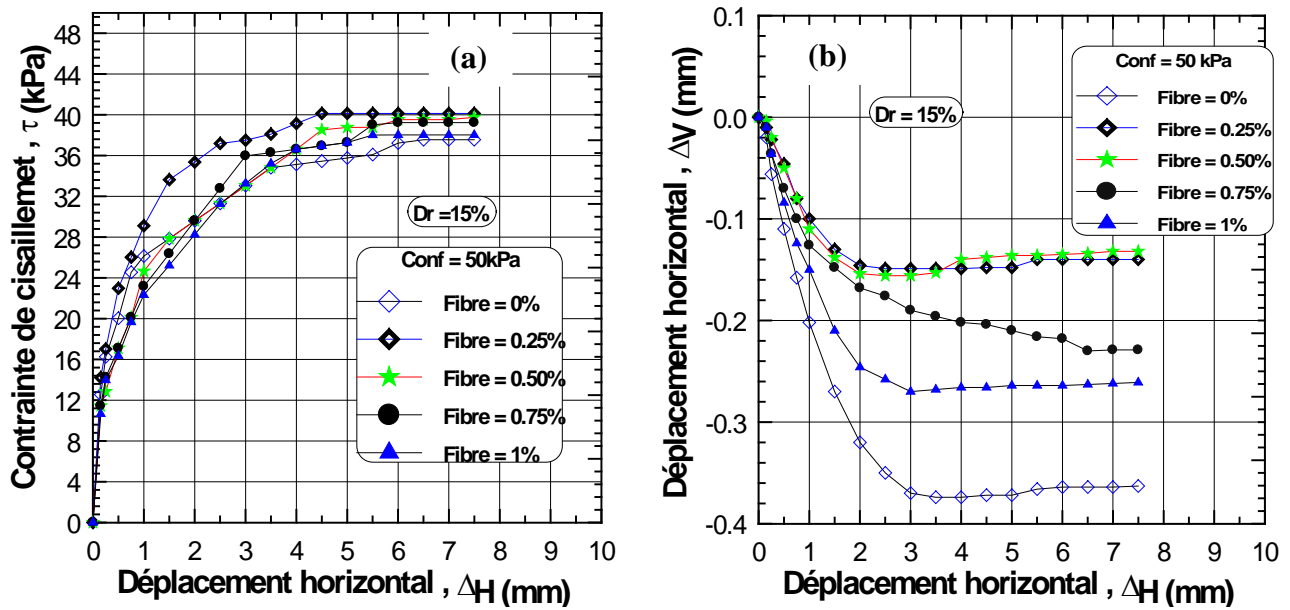 (a)
Contrainte de cisaillemet , τ (kPa)
48
44
40
36
32
28
24
20
16
12
8
4
0
Dr =15%
Conf = 50kPa
Fibre = 0%
Fibre = 0.25%
Fibre = 0.50%
Fibre = 0.75%
Fibre = 1%
0 1 2 3 4 5 6 7 8 9 10
Déplacement horizontal , ΔH (mm)
(b)
Déplacement horizontal , ΔV (mm)
0.0
-0.1
-0.2
-0.3
-0.4
Dr = 15%
Conf = 50 kPa
Fibre = 0%
Fibre = 0.25%
Fibre = 0.50%
Fibre = 0.75%
Fibre = 1%
0 1 2 3 4 5 6 7 8 9 10
Déplacement horizontal , ΔH (mm)